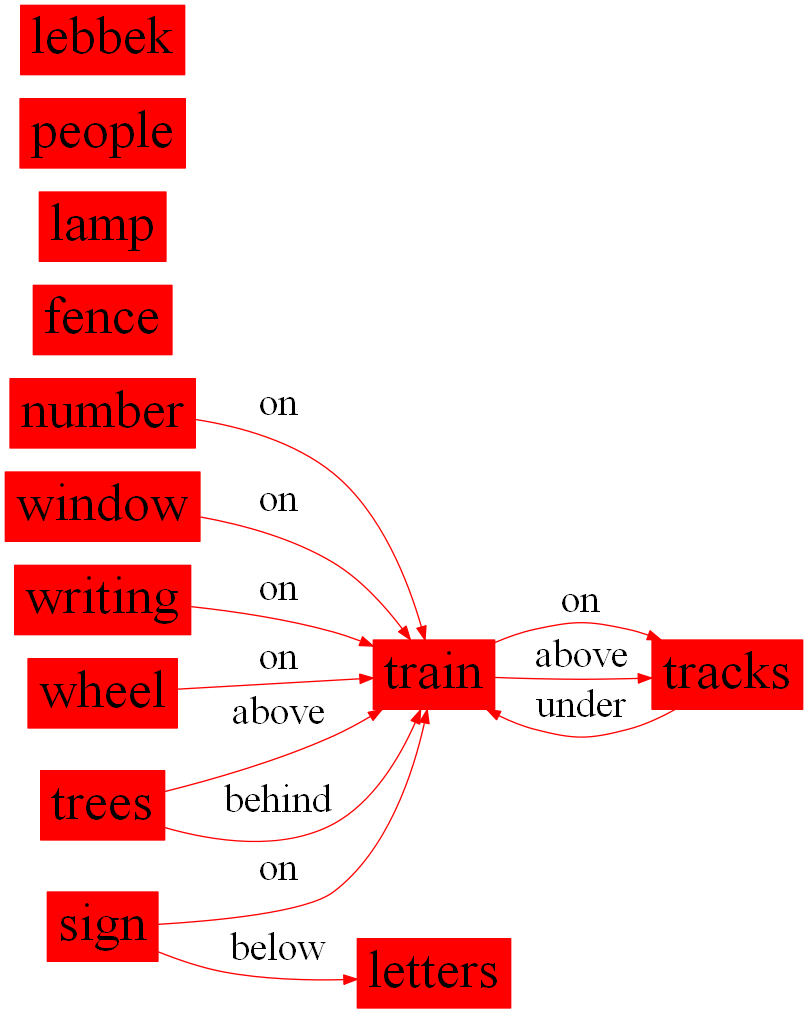 lebbek
people
lamp
fence
number
on
window
on
writing
on
on
wheel
on
train
above
tracks
above
under
trees
behind
on
sign
below
letters